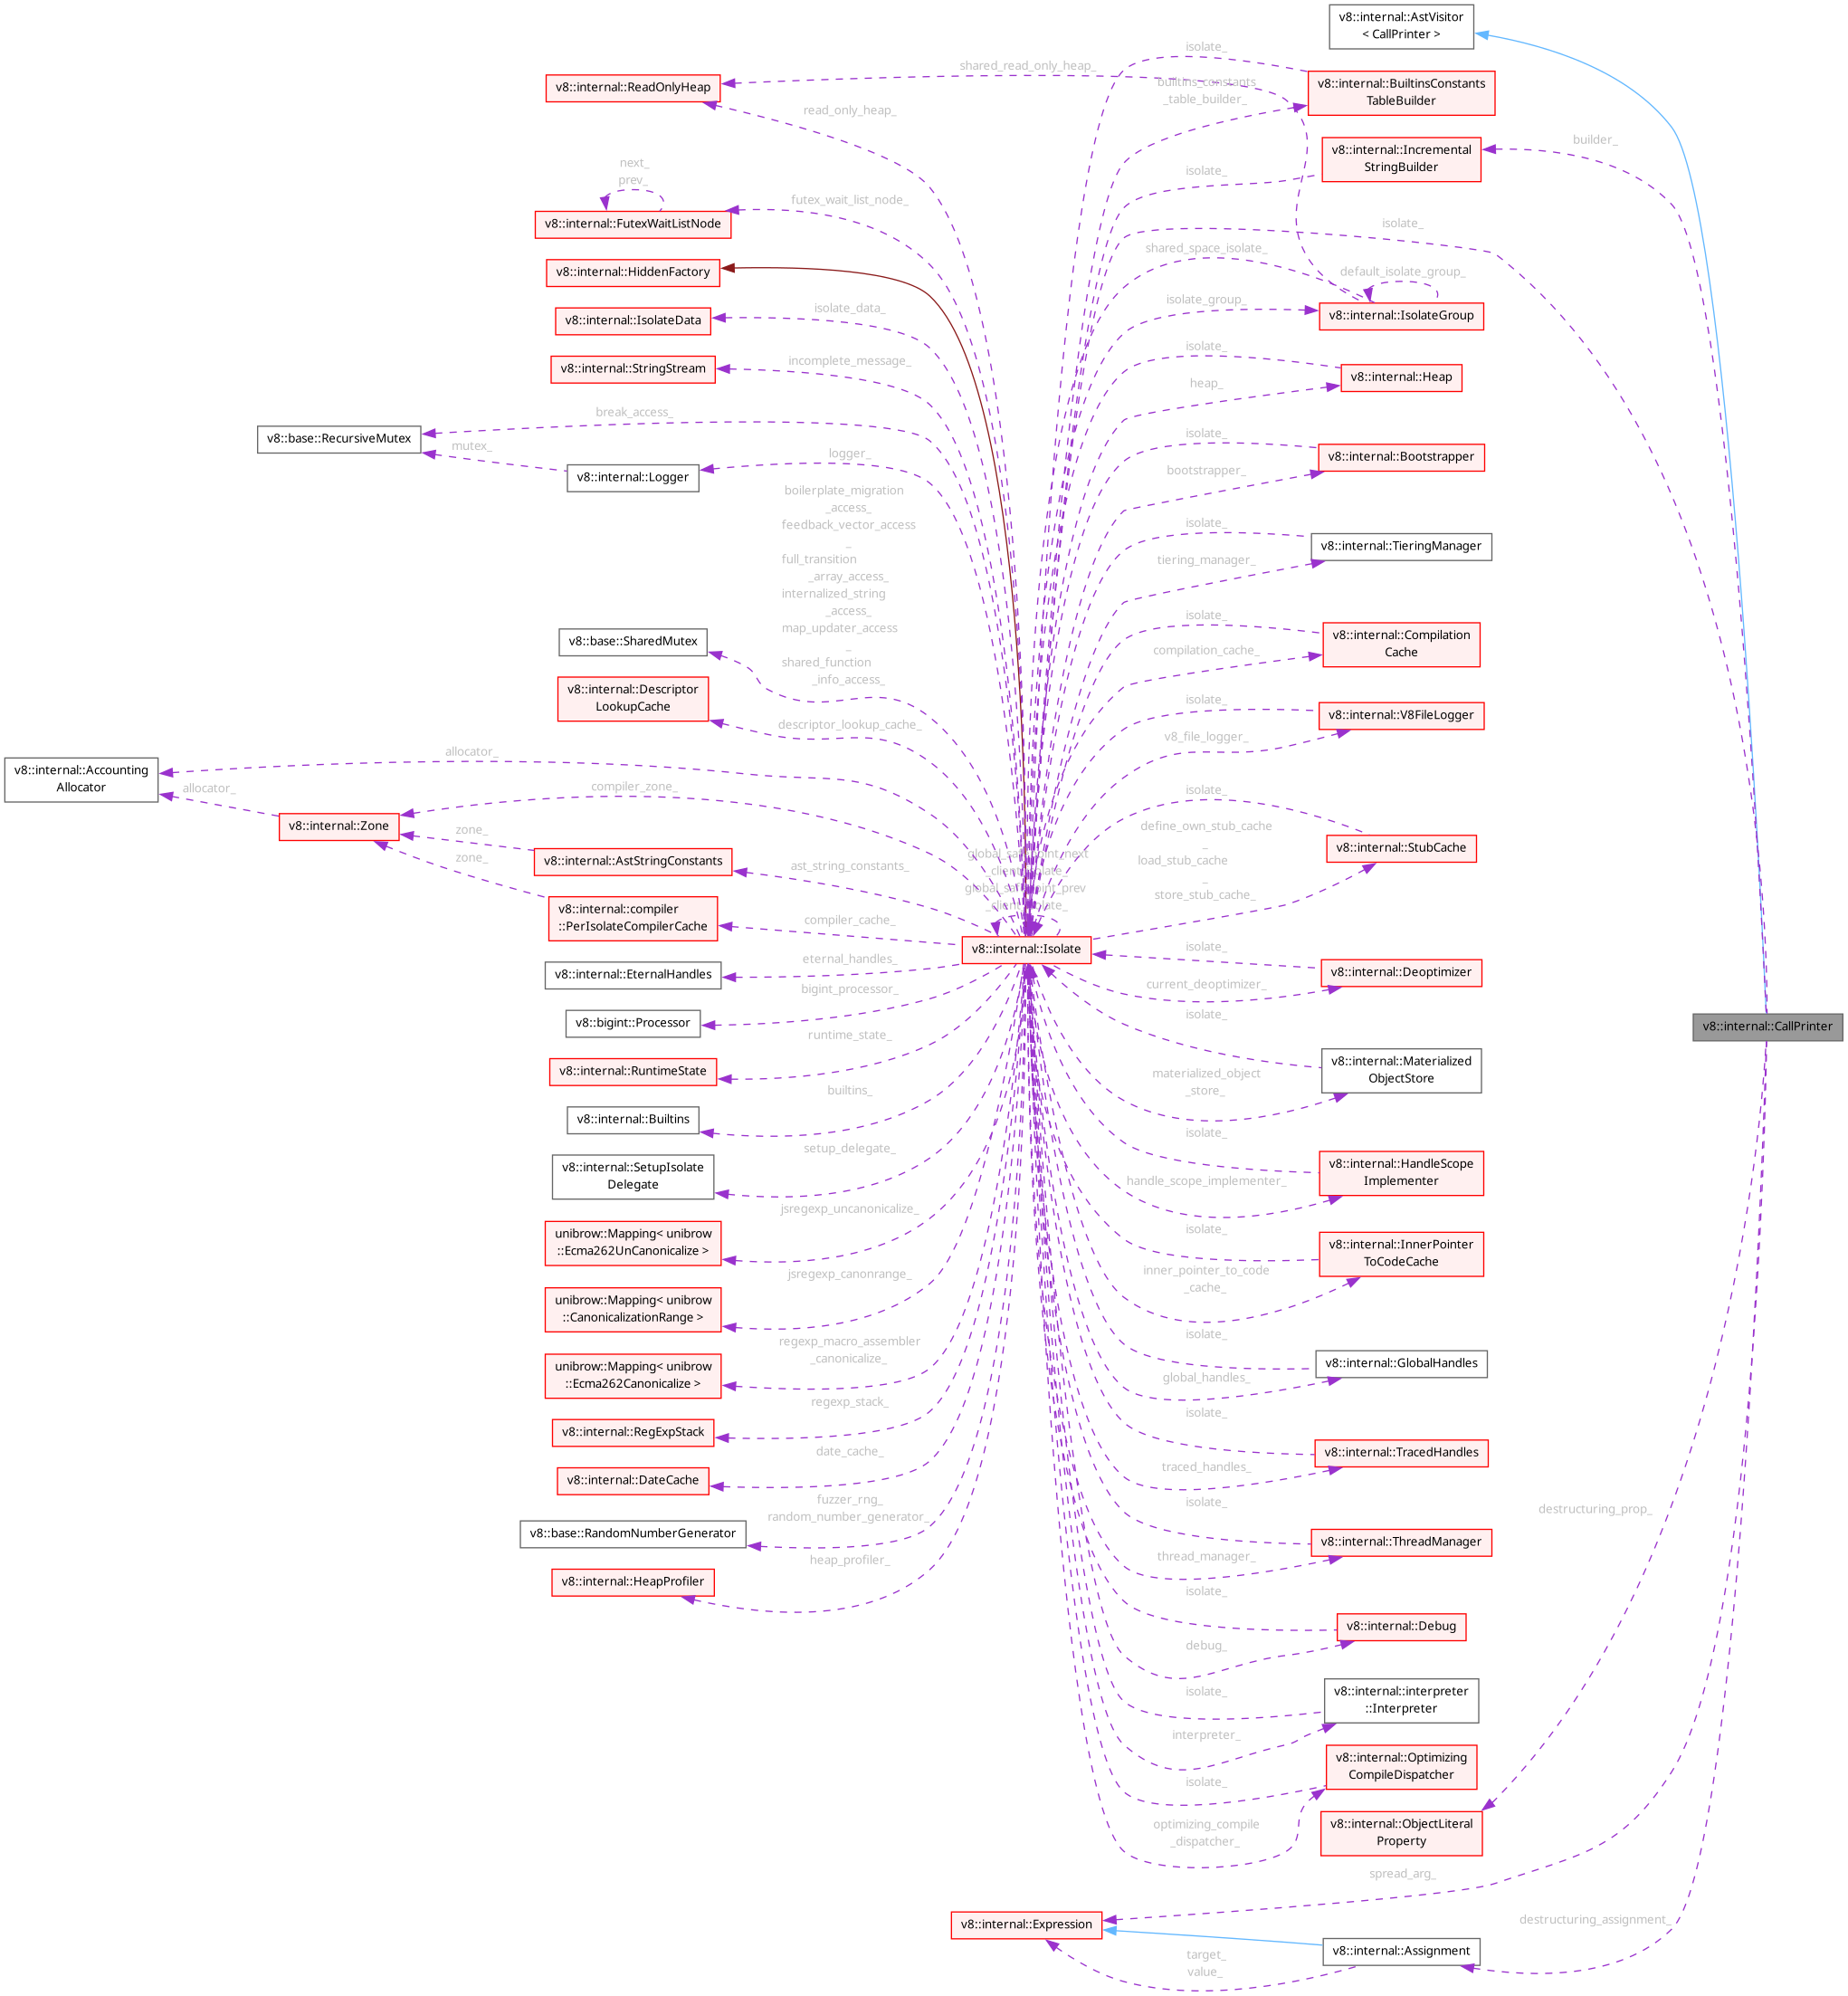 v8::internal::AstVisitor
< CallPrinter >
isolate_
shared_read_only_heap_
builtins_constants
_table_builder_
v8::internal::BuiltinsConstants
TableBuilder
v8::internal::ReadOnlyHeap
read_only_heap_
builder_
v8::internal::Incremental
StringBuilder
isolate_
next_
prev_
v8::internal::FutexWaitListNode
futex_wait_list_node_
isolate_
shared_space_isolate_
v8::internal::HiddenFactory
default_isolate_group_
isolate_group_
v8::internal::IsolateGroup
isolate_data_
v8::internal::IsolateData
isolate_
incomplete_message_
v8::internal::StringStream
v8::internal::Heap
heap_
break_access_
v8::base::RecursiveMutex
mutex_
isolate_
logger_
v8::internal::Logger
v8::internal::Bootstrapper
bootstrapper_
boilerplate_migration
_access_
feedback_vector_access
_
full_transition
_array_access_
internalized_string
_access_
map_updater_access
_
shared_function
_info_access_
isolate_
v8::internal::TieringManager
tiering_manager_
isolate_
v8::internal::Compilation
Cache
compilation_cache_
v8::base::SharedMutex
v8::internal::Descriptor
LookupCache
descriptor_lookup_cache_
isolate_
v8::internal::V8FileLogger
v8_file_logger_
allocator_
v8::internal::Accounting
Allocator
allocator_
compiler_zone_
v8::internal::Zone
zone_
zone_
v8::internal::AstStringConstants
ast_string_constants_
isolate_
define_own_stub_cache
_
load_stub_cache
_
store_stub_cache_
v8::internal::StubCache
global_safepoint_next
_client_isolate_
global_safepoint_prev
_client_isolate_
v8::internal::compiler
::PerIsolateCompilerCache
compiler_cache_
v8::internal::Isolate
isolate_
v8::internal::Deoptimizer
current_deoptimizer_
eternal_handles_
v8::internal::EternalHandles
bigint_processor_
v8::bigint::Processor
isolate_
v8::internal::CallPrinter
runtime_state_
v8::internal::RuntimeState
v8::internal::Materialized
ObjectStore
materialized_object
_store_
builtins_
v8::internal::Builtins
isolate_
setup_delegate_
v8::internal::SetupIsolate
Delegate
v8::internal::HandleScope
Implementer
handle_scope_implementer_
jsregexp_uncanonicalize_
unibrow::Mapping< unibrow
::Ecma262UnCanonicalize >
isolate_
v8::internal::InnerPointer
ToCodeCache
inner_pointer_to_code
_cache_
jsregexp_canonrange_
unibrow::Mapping< unibrow
::CanonicalizationRange >
isolate_
v8::internal::GlobalHandles
global_handles_
regexp_macro_assembler
_canonicalize_
unibrow::Mapping< unibrow
::Ecma262Canonicalize >
regexp_stack_
v8::internal::RegExpStack
isolate_
v8::internal::TracedHandles
traced_handles_
date_cache_
v8::internal::DateCache
isolate_
destructuring_prop_
fuzzer_rng_
random_number_generator_
v8::base::RandomNumberGenerator
v8::internal::ThreadManager
thread_manager_
heap_profiler_
v8::internal::HeapProfiler
isolate_
v8::internal::Debug
debug_
isolate_
v8::internal::interpreter
::Interpreter
interpreter_
v8::internal::Optimizing
CompileDispatcher
isolate_
optimizing_compile
_dispatcher_
v8::internal::ObjectLiteral
Property
spread_arg_
v8::internal::Expression
destructuring_assignment_
v8::internal::Assignment
target_
value_